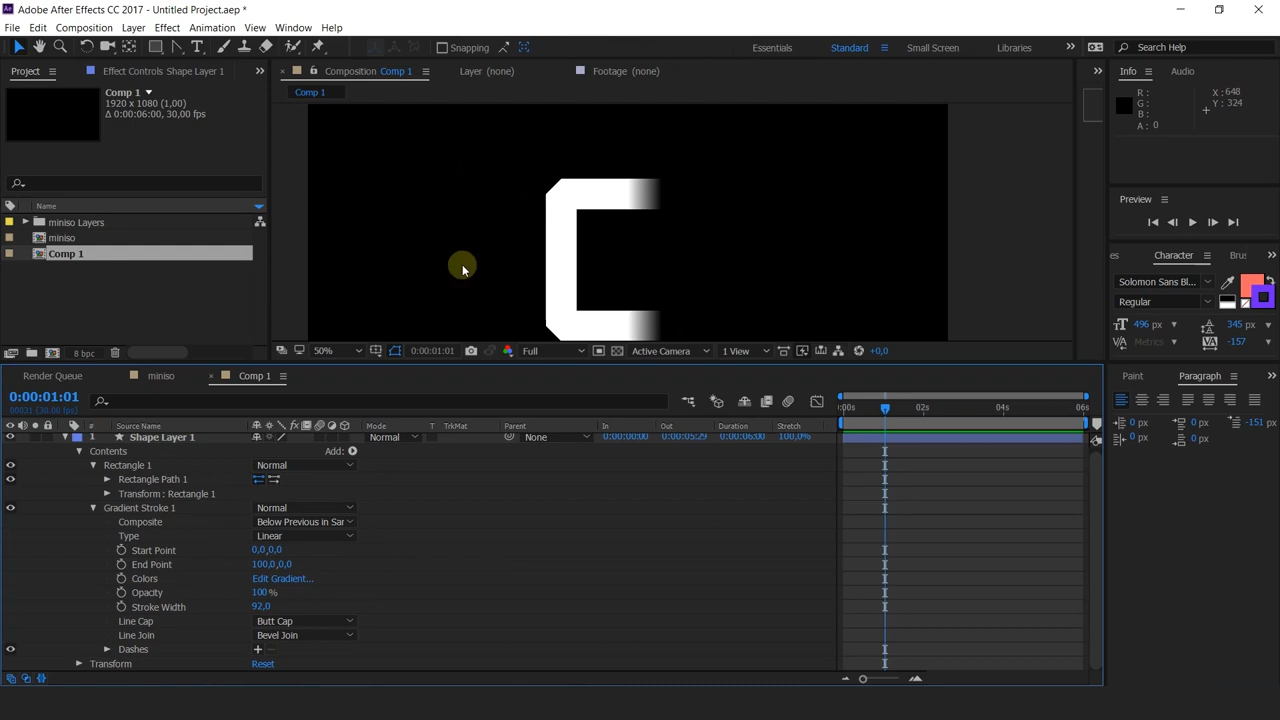 Adobe After Effects CC 2017 - Untitled Project.aep *
File Edit Composition Layer Effect Animation View Window Help
Snapping Essentials Standard Small Screen Libraries Search Help
Project Effect Controls Shape Layer 1 Composition Comp 1 Layer (none) Footage (none) Info Audio
Comp 1
1920 x 1080 (1,00)
Δ 0:00:06:00, 30,00 fps
Comp 1
R :
G :
B :
A : 0
X : 648
Y : 324
Preview
Name
miniso Layers
miniso
Comp 1
es Character Brus
Solomon Sans Bl...
Regular
496 px 345 px
Metrics -157
8 bpc
50% 0:00:01:01 Full Active Camera 1 View +0,0
Render Queue miniso Comp 1
Paint Paragraph
0:00:01:01
00031 (30.00 fps)
0 px 0 px -151 px
0 px 0 px
:00s 02s 04s 06s
# Source Name Mode T TrkMat Parent In Out Duration Stretch
1 Shape Layer 1 Normal None 0:00:00:00 0:00:05:29 0:00:06:00 100,0%
Contents Add:
Rectangle 1 Normal
Rectangle Path 1
Transform : Rectangle 1
Gradient Stroke 1 Normal
Composite Below Previous in Sar
Type Linear
Start Point 0,0,0,0
End Point 100,0,0,0
Colors Edit Gradient...
Opacity 100 %
Stroke Width 92,0
Line Cap Butt Cap
Line Join Bevel Join
Dashes + −
Transform Reset